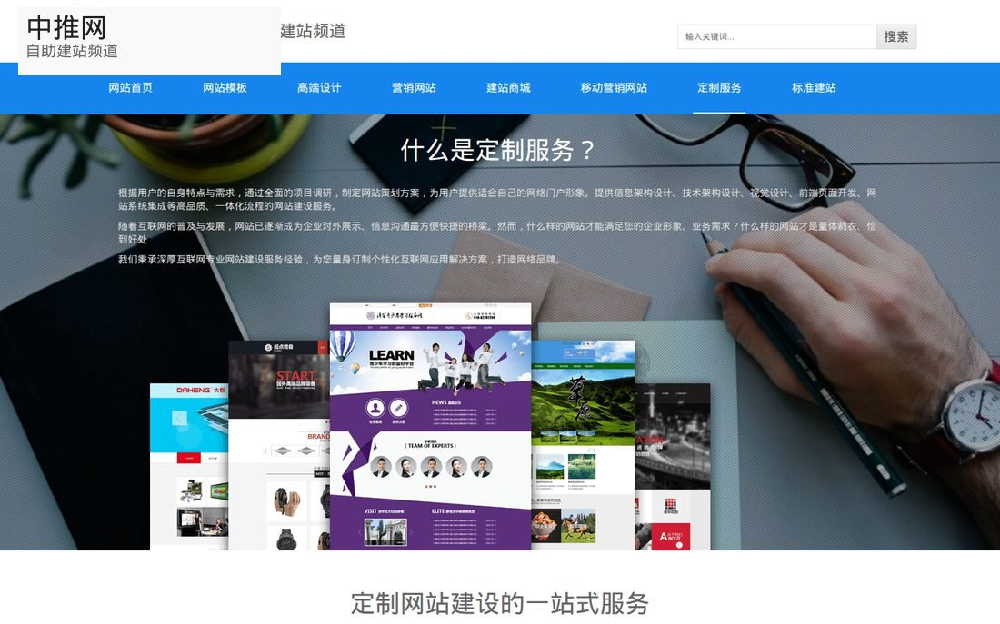 中推网
自助建站频道
建站频道
输入关键词...
搜索
网站首页
网站模板
高端设计
营销网站
建站商城
移动营销网站
定制服务
标准建站
什么是定制服务？
根据用户的自身特点与需求，通过全面的项目调研，制定网站策划方案，为用户提供适合自己的网络门户形象。提供信息架构设计、技术架构设计、视觉设计、前端页面开发、网
站系统集成等高品质、一体化流程的网站建设服务。
随着互联网的普及与发展，网站已逐渐成为企业对外展示、信息沟通最方便快捷的桥梁。然而，什么样的网站才能满足您的企业形象、业务需求？什么样的网站才是量体裁衣、恰
到好处
我们秉承深厚互联网专业网站建设服务经验，为您量身订制个性化互联网应用解决方案，打造网络品牌。
DAHENG 大恒
START
LEARN
青少年学习的最好平台
NEWS
{ TEAM OF EXPERTS }
VISIT
ELITE
草原
ABOUT
定制网站建设的一站式服务